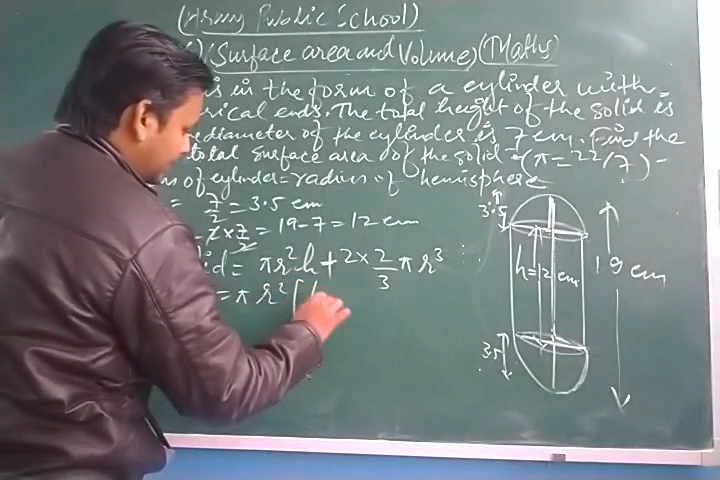 (Army Public School)
(Surface area and Volume) (Maths)
is in the form of a cylinder with
rical ends. The total height of the solid is
diameter of the cylinder is 7 cm. Find the
total surface area of the solid = (π = 22/7) -
of cylinder = radius of hemisphere
= 7/2 = 3.5 cm
= 19 - 7 = 12 cm
id = πr²h + 2 × 2/3 πr³
= πr² [h
3.5
h = 12 cm
19 cm
3.5